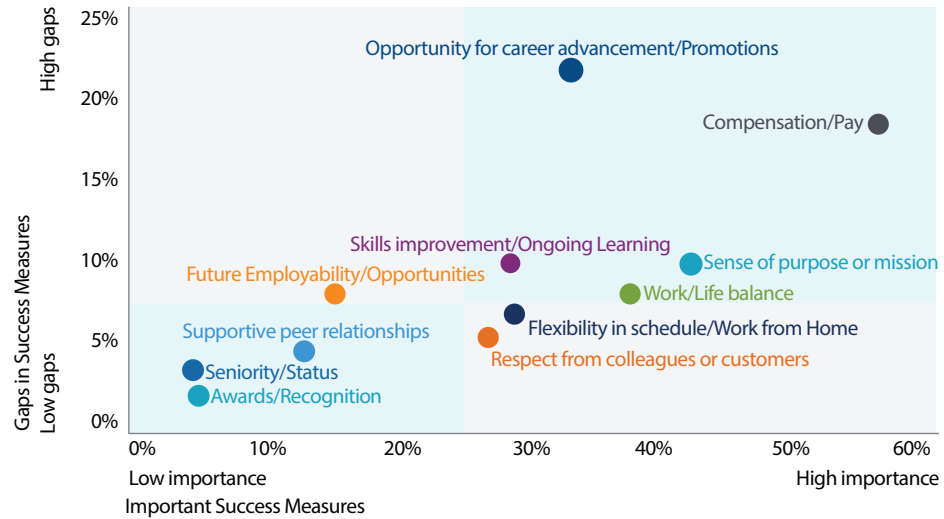 High gaps
Gaps in Success Measures
Low gaps
25%
20%
15%
10%
5%
0%
Opportunity for career advancement/Promotions
Compensation/Pay
Skills improvement/Ongoing Learning
Sense of purpose or mission
Future Employability/Opportunities
Work/Life balance
Flexibility in schedule/Work from Home
Supportive peer relationships
Respect from colleagues or customers
Seniority/Status
Awards/Recognition
0% 10% 20% 30% 40% 50% 60%
Low importance High importance
Important Success Measures